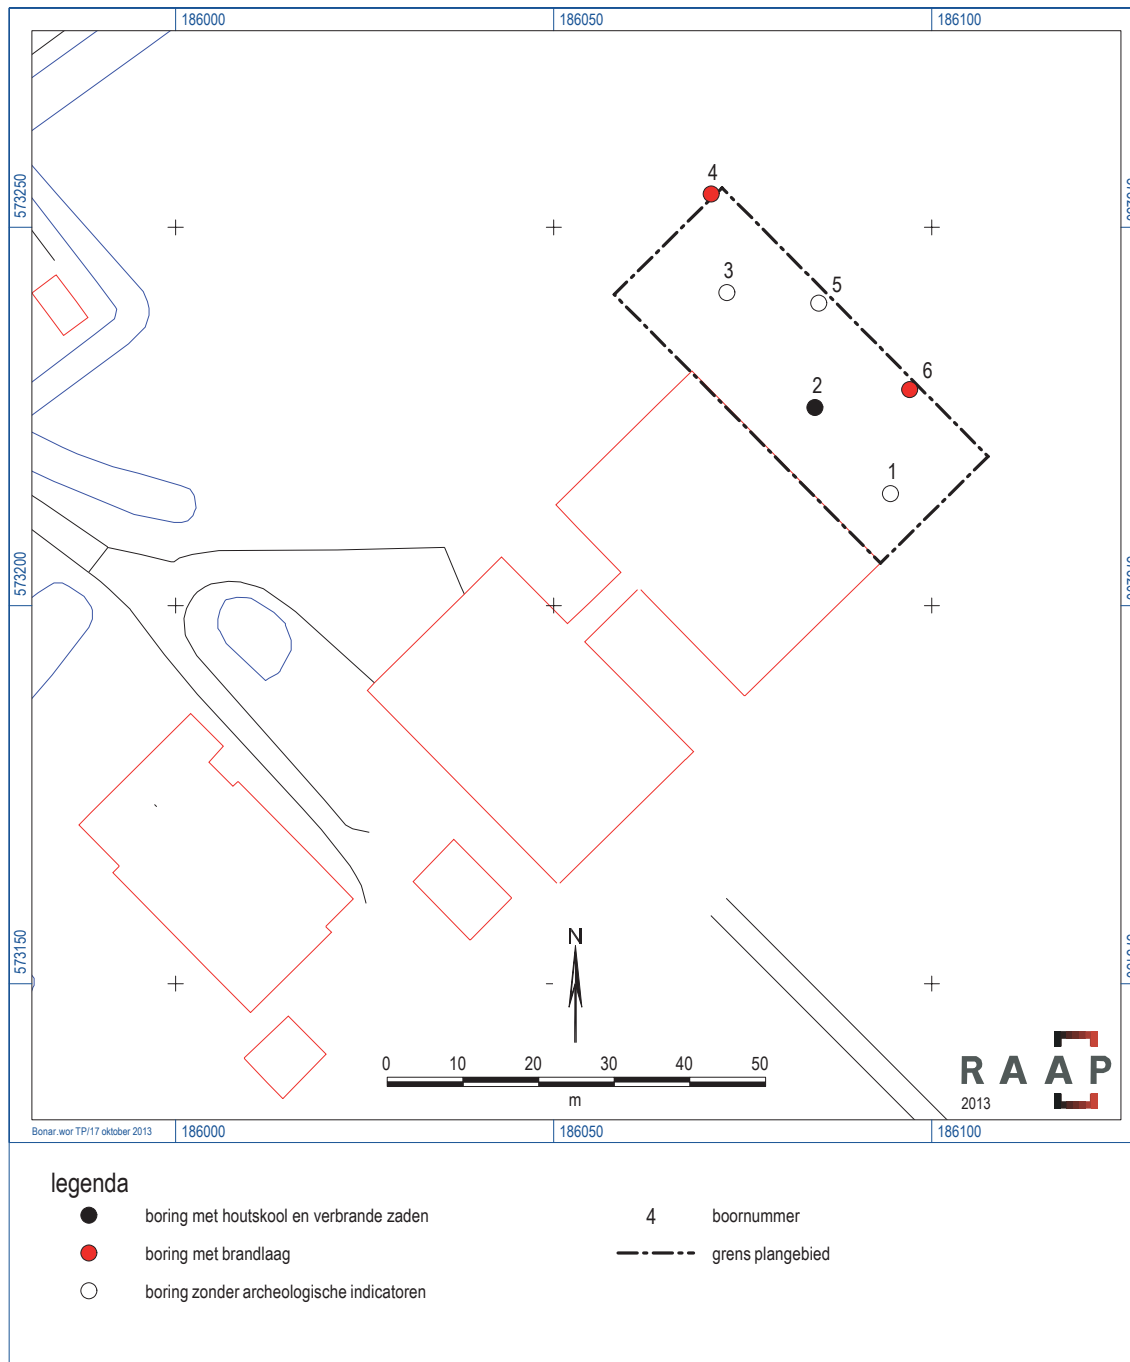 186000 186050 186100
573250
4
3
5
6
2
1
573200
573150
N
0 10 20 30 40 50
m
RAAP
2013
Bonar.wor TP/17 oktober 2013
186000 186050 186100
legenda
boring met houtskool en verbrande zaden
boring met brandlaag
boring zonder archeologische indicatoren
4 boornummer
grens plangebied